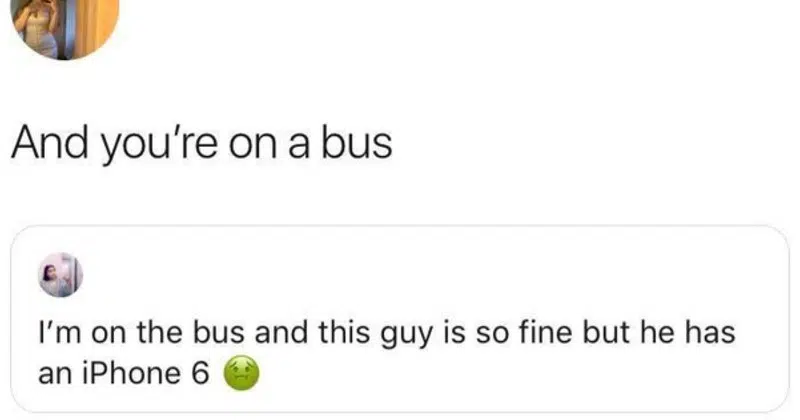 And you’re on a bus
I’m on the bus and this guy is so fine but he has
an iPhone 6 🤢